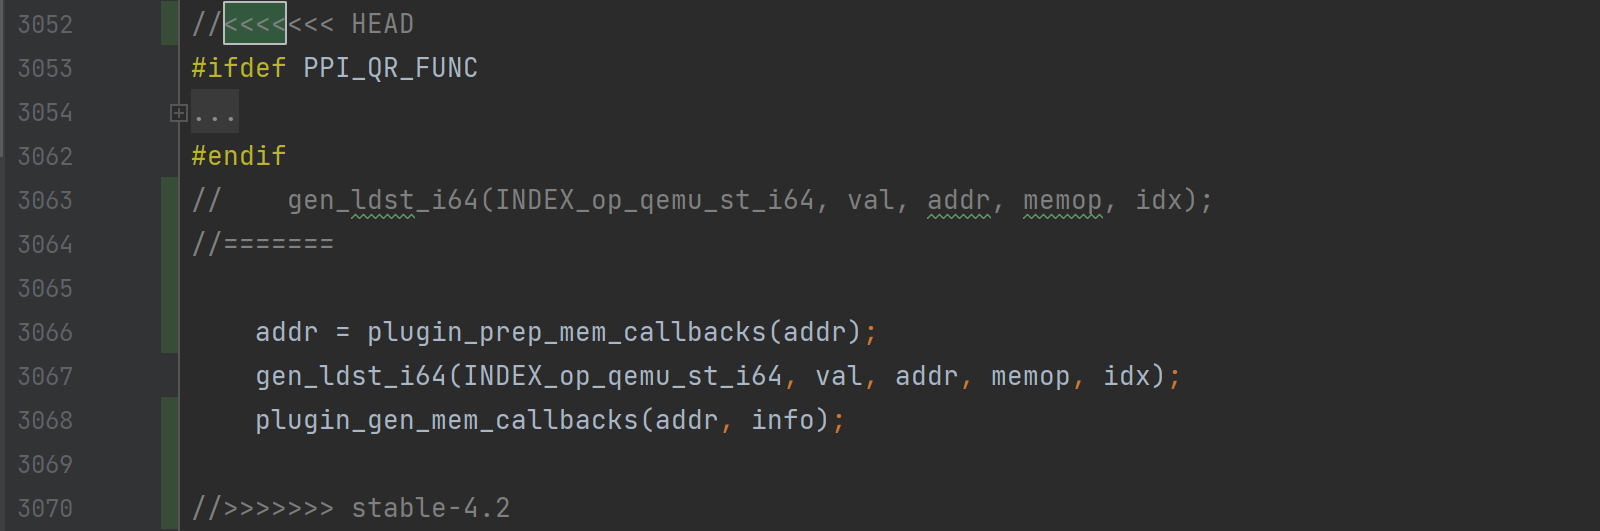 3052 //<<<<<<< HEAD
3053 #ifdef PPI_QR_FUNC
3054 ...
3062 #endif
3063 //    gen_ldst_i64(INDEX_op_qemu_st_i64, val, addr, memop, idx);
3064 //=======
3065
3066     addr = plugin_prep_mem_callbacks(addr);
3067     gen_ldst_i64(INDEX_op_qemu_st_i64, val, addr, memop, idx);
3068     plugin_gen_mem_callbacks(addr, info);
3069
3070 //>>>>>>> stable-4.2